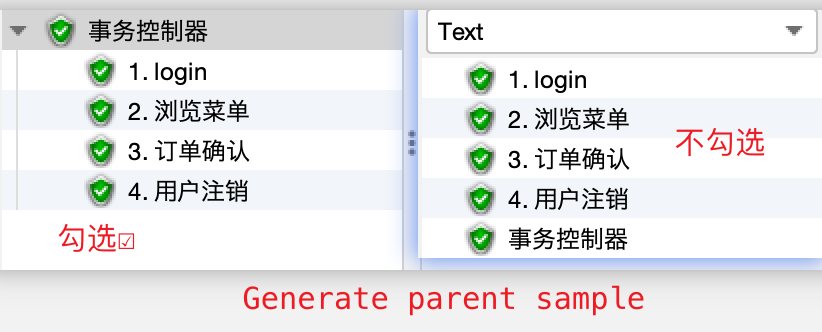 事务控制器
1. login
2. 浏览菜单
3. 订单确认
4. 用户注销
勾选☑
Text
1. login
2. 浏览菜单
3. 订单确认
4. 用户注销
事务控制器
不勾选
Generate parent sample